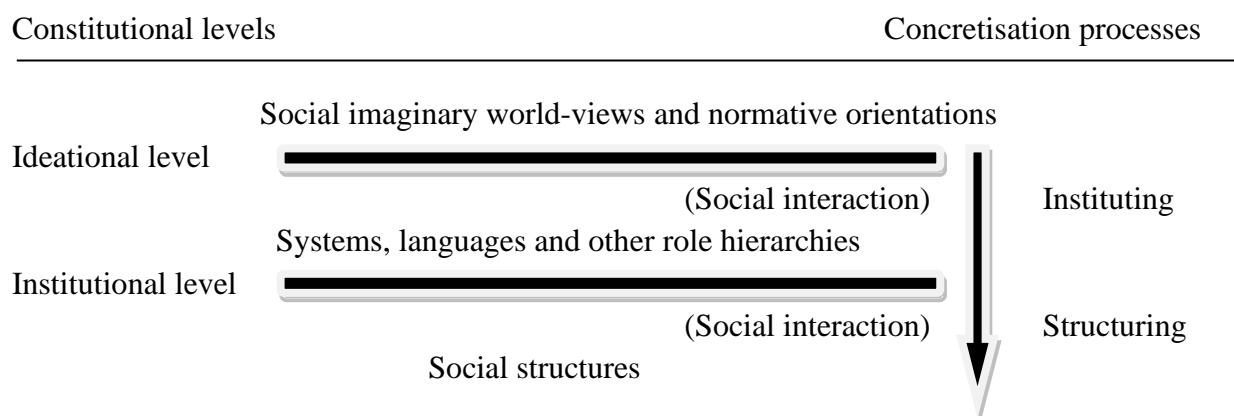 Constitutional levels Concretisation processes
Social imaginary world-views and normative orientations
Ideational level
(Social interaction) Instituting
Systems, languages and other role hierarchies
Institutional level
(Social interaction) Structuring
Social structures